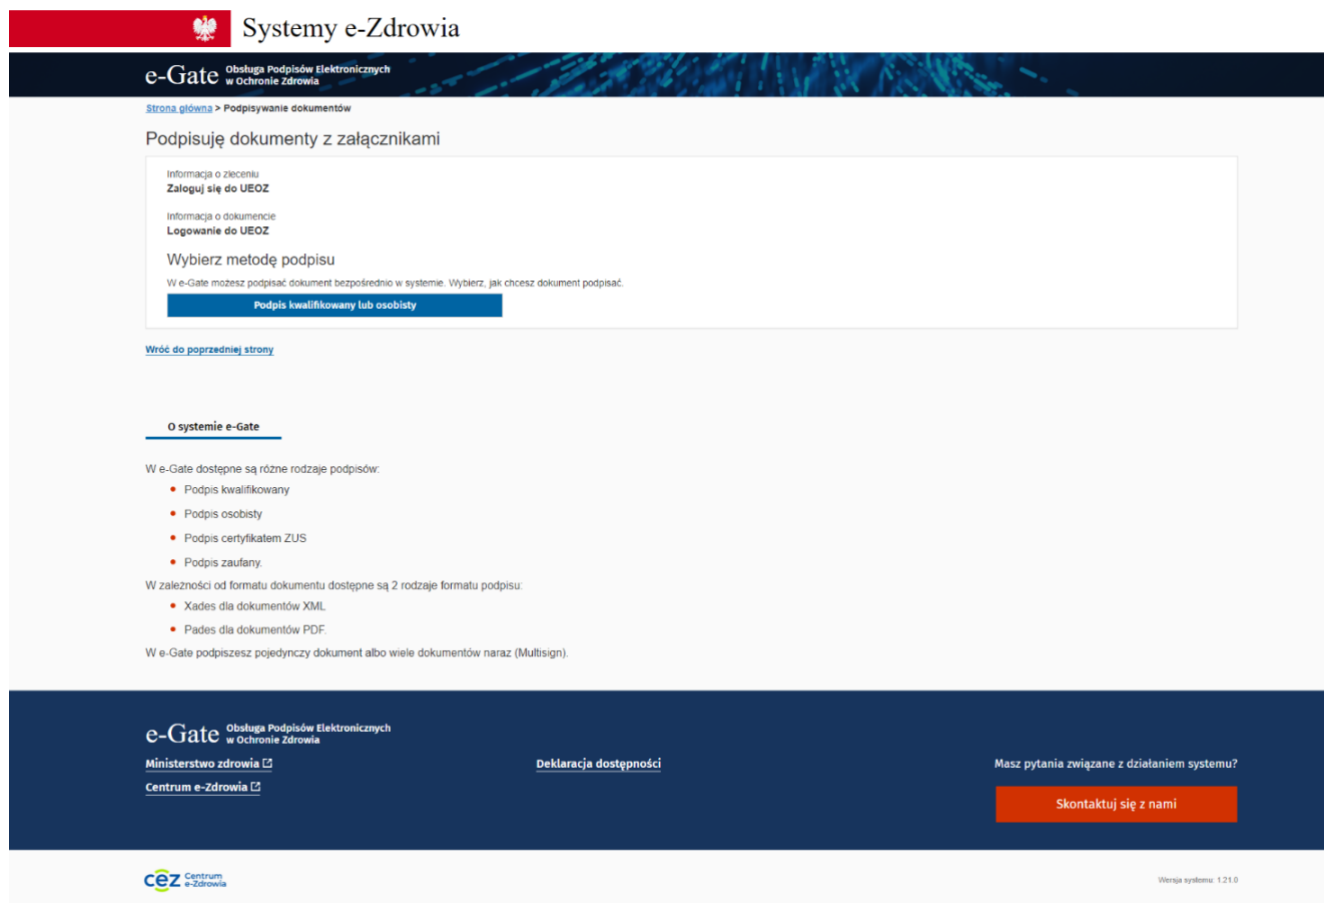 Systemy e-Zdrowia
e-Gate Obsługa Podpisów Elektronicznych
w Ochronie Zdrowia
Strona główna > Podpisywanie dokumentów
Podpisuję dokumenty z załącznikami
Informacja o zleceniu
Zaloguj się do UEOZ
Informacja o dokumencie
Logowanie do UEOZ
Wybierz metodę podpisu
W e-Gate możesz podpisać dokument bezpośrednio w systemie. Wybierz, jak chcesz dokument podpisać.
Podpis kwalifikowany lub osobisty
Wróć do poprzedniej strony
O systemie e-Gate
W e-Gate dostępne są różne rodzaje podpisów:
Podpis kwalifikowany
Podpis osobisty
Podpis certyfikatem ZUS
Podpis zaufany.
W zależności od formatu dokumentu dostępne są 2 rodzaje formatu podpisu:
Xades dla dokumentów XML
Pades dla dokumentów PDF.
W e-Gate podpiszesz pojedynczy dokument albo wiele dokumentów naraz (Multisign).
e-Gate Obsługa Podpisów Elektronicznych
w Ochronie Zdrowia
Ministerstwo zdrowia
Centrum e-Zdrowia
Deklaracja dostępności
Masz pytania związane z działaniem systemu?
Skontaktuj się z nami
cez Centrum
e-Zdrowia
Wersja systemu: 1.21.0